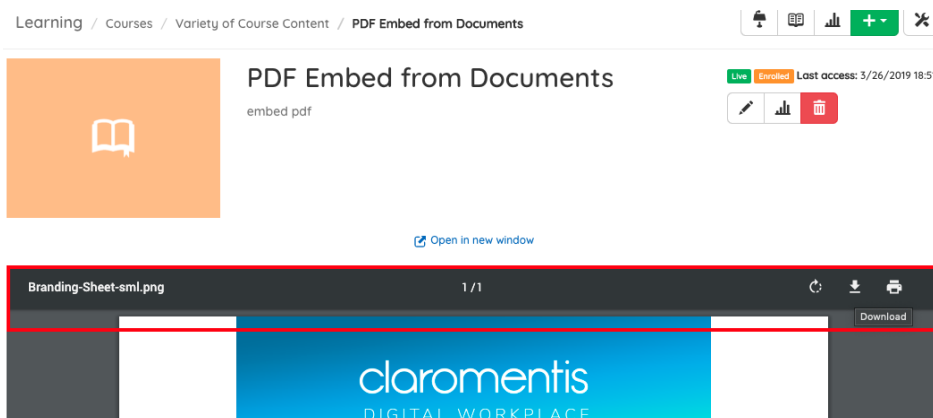 Learning / Courses / Variety of Course Content / PDF Embed from Documents
PDF Embed from Documents
Live Enrolled Last access: 3/26/2019 18:5
embed pdf
Open in new window
Branding-Sheet-sml.png 1 / 1
Download
claromentis
DIGITAL WORKPLACE